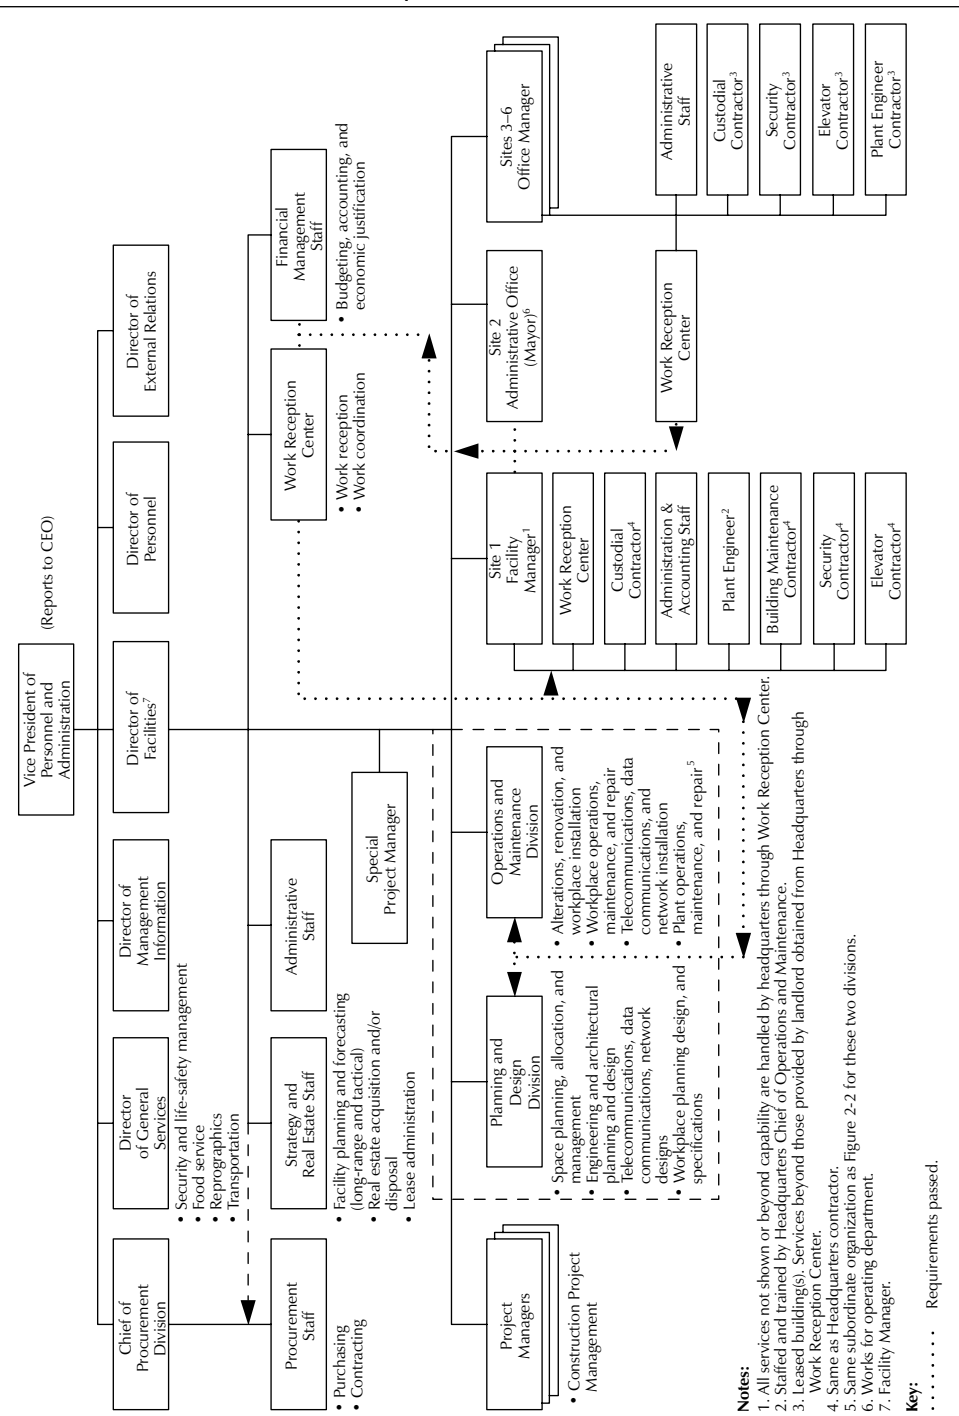 Vice President of
Personnel and
Administration
(Reports to CEO)
Chief of
Procurement
Division
Director
of General
Services
• Security and life-safety management
• Food service
• Reprographics
• Transportation
Director of
Management
Information
Director of
Facilities7
Director of
Personnel
Director of
External Relations
Procurement
Staff
• Purchasing
• Contracting
Strategy and
Real Estate Staff
• Facility planning and forecasting
(long-range and tactical)
• Real estate acquisition and/or
disposal
• Lease administration
Administrative
Staff
Work Reception
Center
• Work reception
• Work coordination
Financial
Management
Staff
• Budgeting, accounting, and
economic justification
Special
Project Manager
Project
Managers
• Construction Project
Management
Planning and
Design
Division
• Space planning, allocation, and
management
• Engineering and architectural
planning and design
• Telecommunications, data
communications, network
designs
• Workplace planning design, and
specifications
Operations and
Maintenance
Division
• Alterations, renovation, and
workplace installation
• Workplace operations,
maintenance, and repair
• Telecommunications, data
communications, and
network installation
• Plant operations,
maintenance, and repair5
Site 1
Facility
Manager1
Work Reception
Center
Custodial
Contractor4
Administration &
Accounting Staff
Plant Engineer2
Building Maintenance
Contractor4
Security
Contractor4
Elevator
Contractor4
Site 2
Administrative Office
(Mayor)6
Work Reception
Center
Sites 3–6
Office Manager
Administrative
Staff
Custodial
Contractor3
Security
Contractor3
Elevator
Contractor3
Plant Engineer
Contractor3
Notes:
1. All services not shown or beyond capability are handled by headquarters through Work Reception Center.
2. Staffed and trained by Headquarters Chief of Operations and Maintenance.
3. Leased building(s). Services beyond those provided by landlord obtained from Headquarters through
Work Reception Center.
4. Same as Headquarters contractor.
5. Same subordinate organization as Figure 2-2 for these two divisions.
6. Works for operating department.
7. Facility Manager.
Key:
. . . . . . . . Requirements passed.